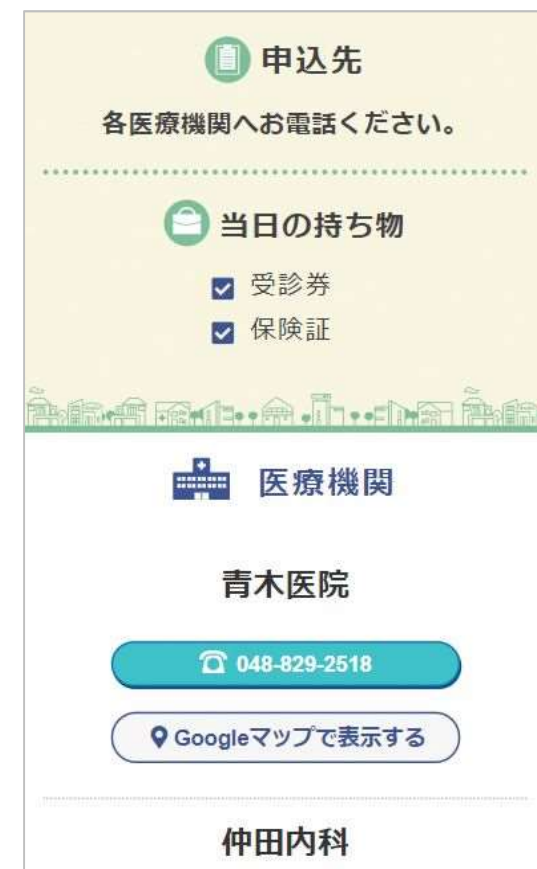 申込先
各医療機関へお電話ください。
当日の持ち物
受診券
保険証
医療機関
青木医院
048-829-2518
Googleマップで表示する
仲田内科